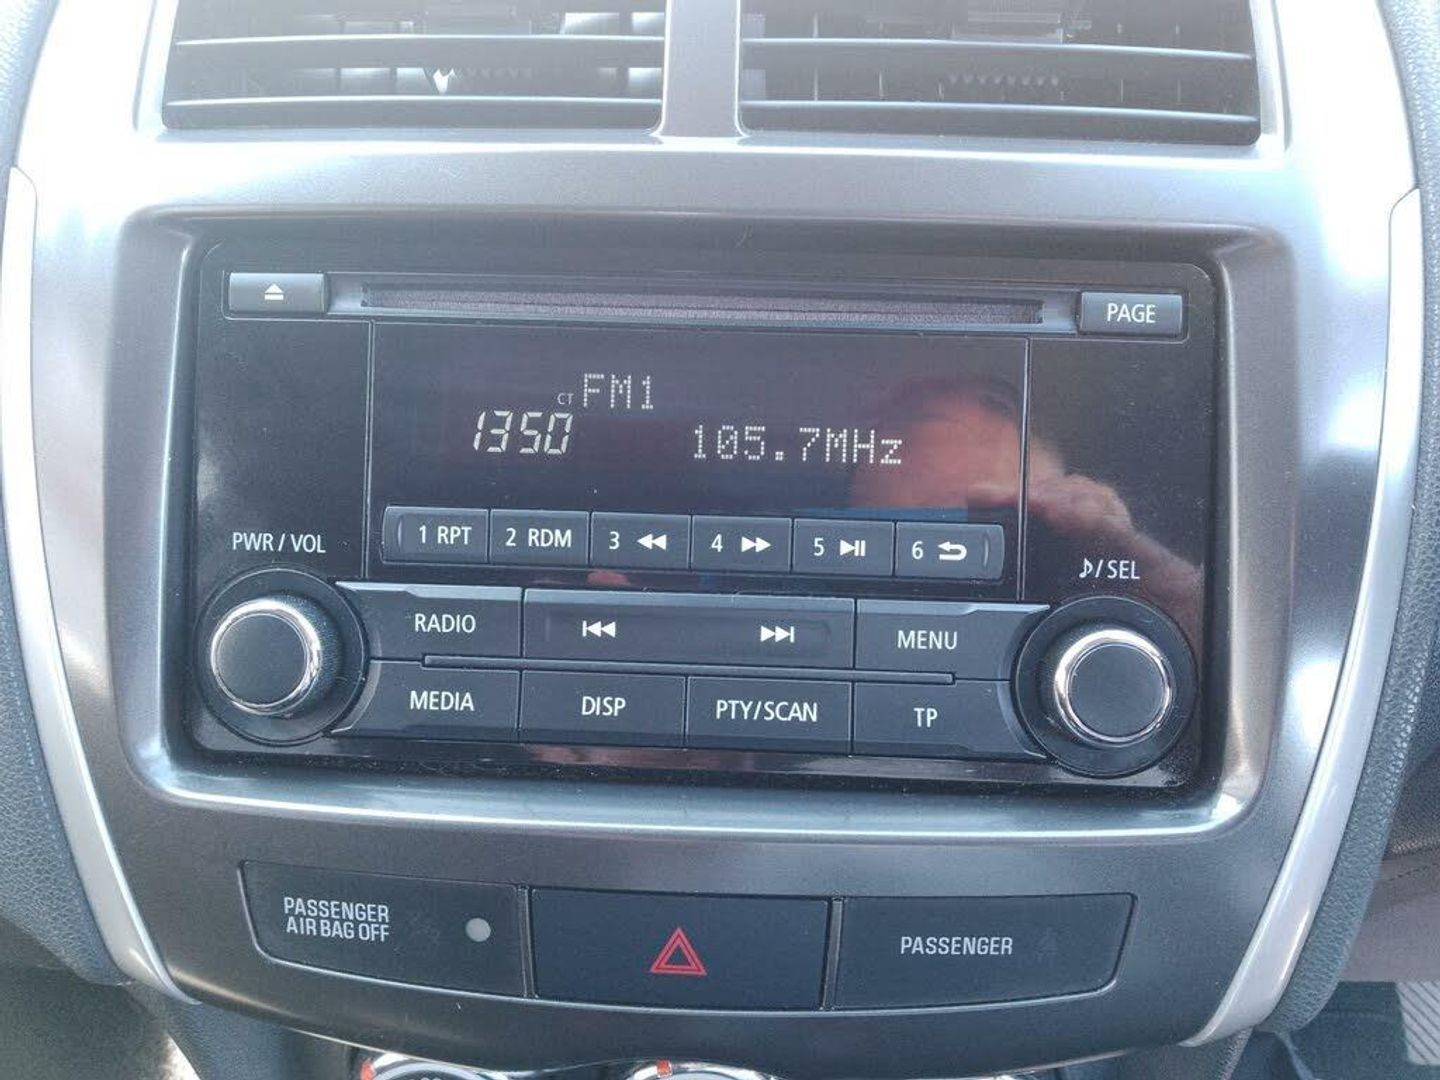 PAGE
CT FM1
1350 105.7MHz
1 RPT 2 RDM 3 4 5 6
PWR / VOL
/ SEL
RADIO MENU
MEDIA DISP PTY/SCAN TP
PASSENGER
AIR BAG OFF
PASSENGER